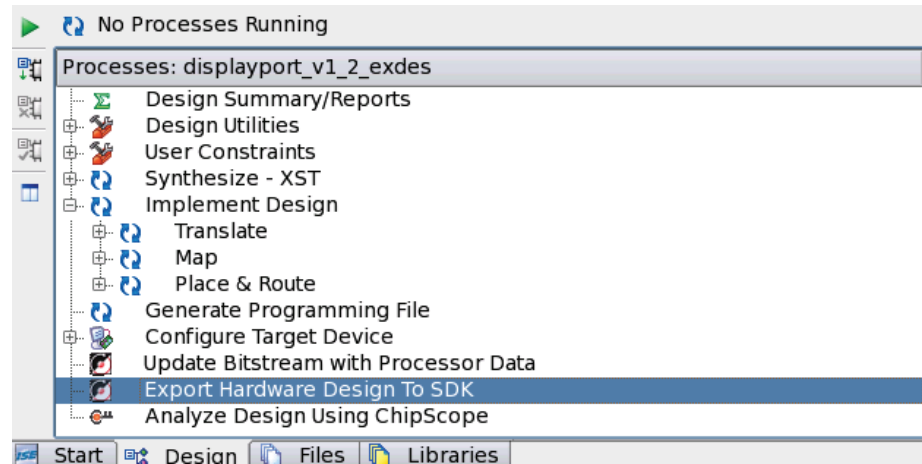 No Processes Running
Processes: displayport_v1_2_exdes
Design Summary/Reports
Design Utilities
User Constraints
Synthesize - XST
Implement Design
Translate
Map
Place & Route
Generate Programming File
Configure Target Device
Update Bitstream with Processor Data
Export Hardware Design To SDK
Analyze Design Using ChipScope
ISE Start Design Files Libraries